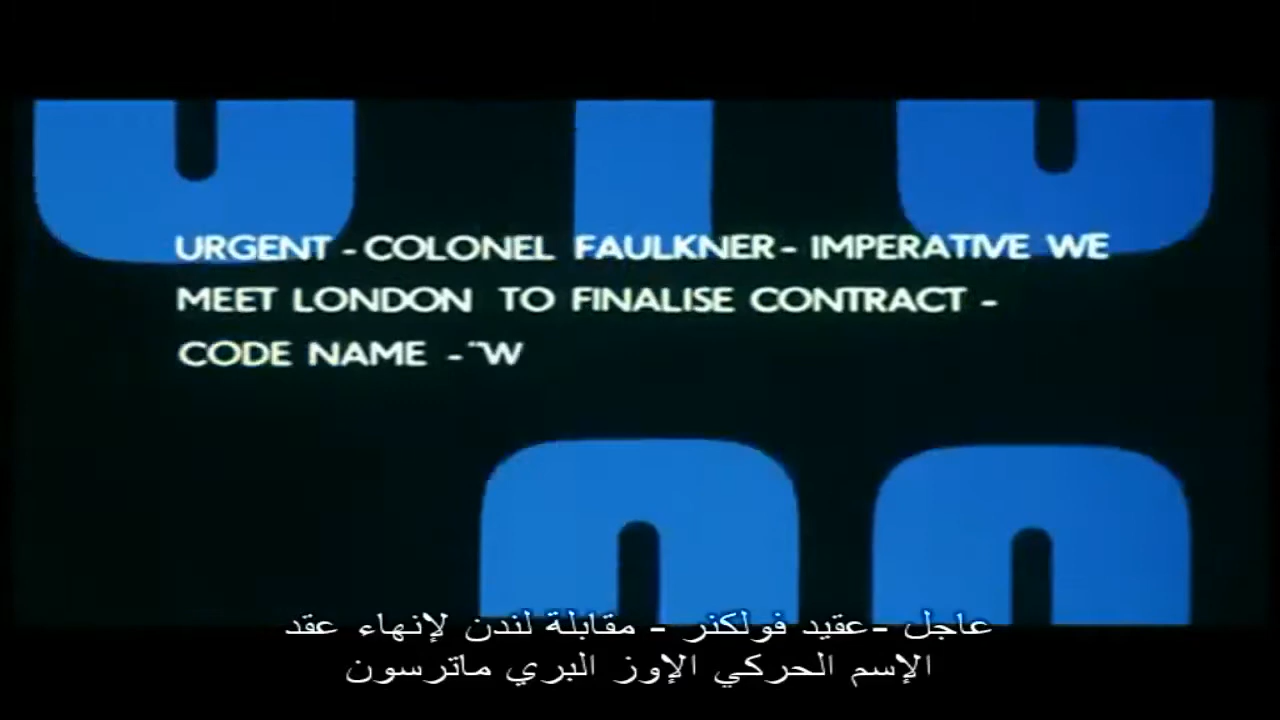 URGENT - COLONEL FAULKNER - IMPERATIVE WE
MEET LONDON TO FINALISE CONTRACT -
CODE NAME - "W
عاجل -عقيد فولكنر - مقابلة لندن لإنهاء عقد
الإسم الحركي الإوز البري ماترسون